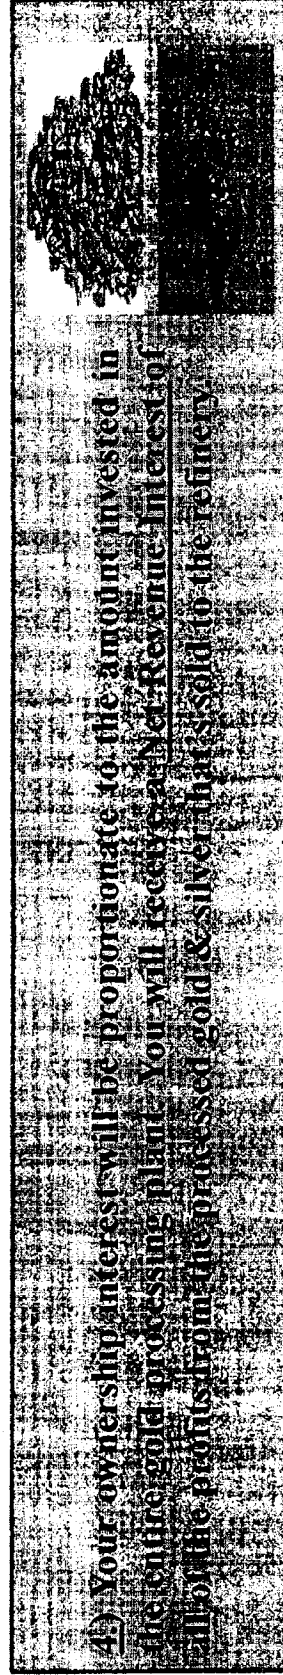 4.) Your ownership interest will be proportionate to the amount invested in
the entire gold processing plant. You will receive a Net Revenue Interest of
all of the profits from the processed gold & silver that's sold to the refinery.